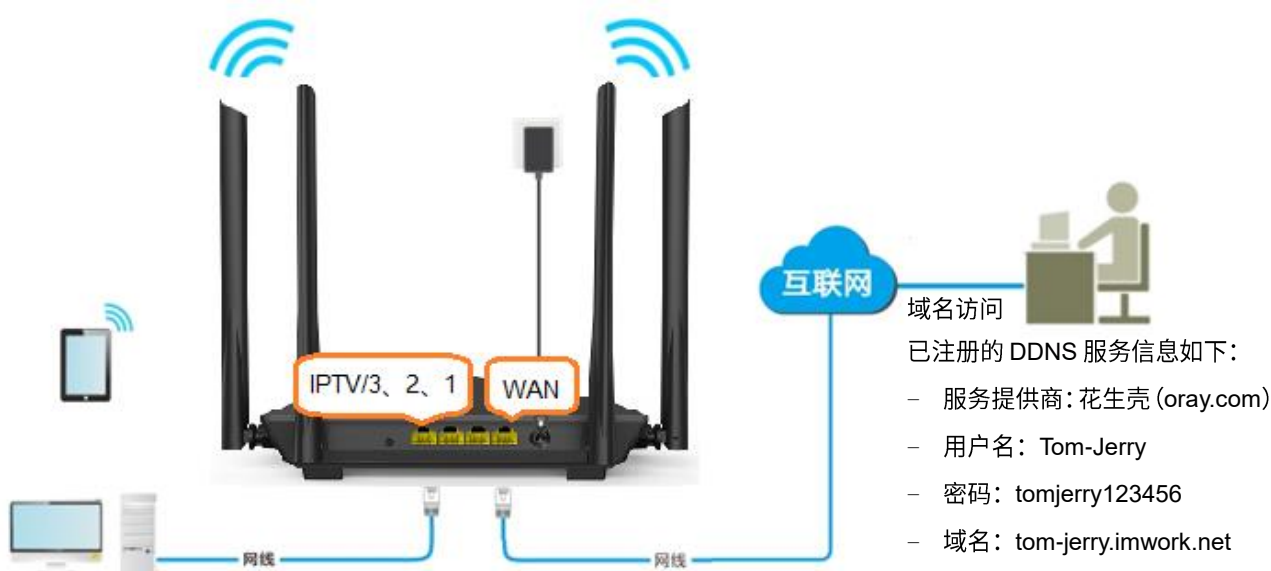 互联网
域名访问
已注册的 DDNS 服务信息如下：
− 服务提供商：花生壳（oray.com）
− 用户名：Tom-Jerry
− 密码：tomjerry123456
− 域名：tom-jerry.imwork.net
IPTV/3、2、1
WAN
网线
网线